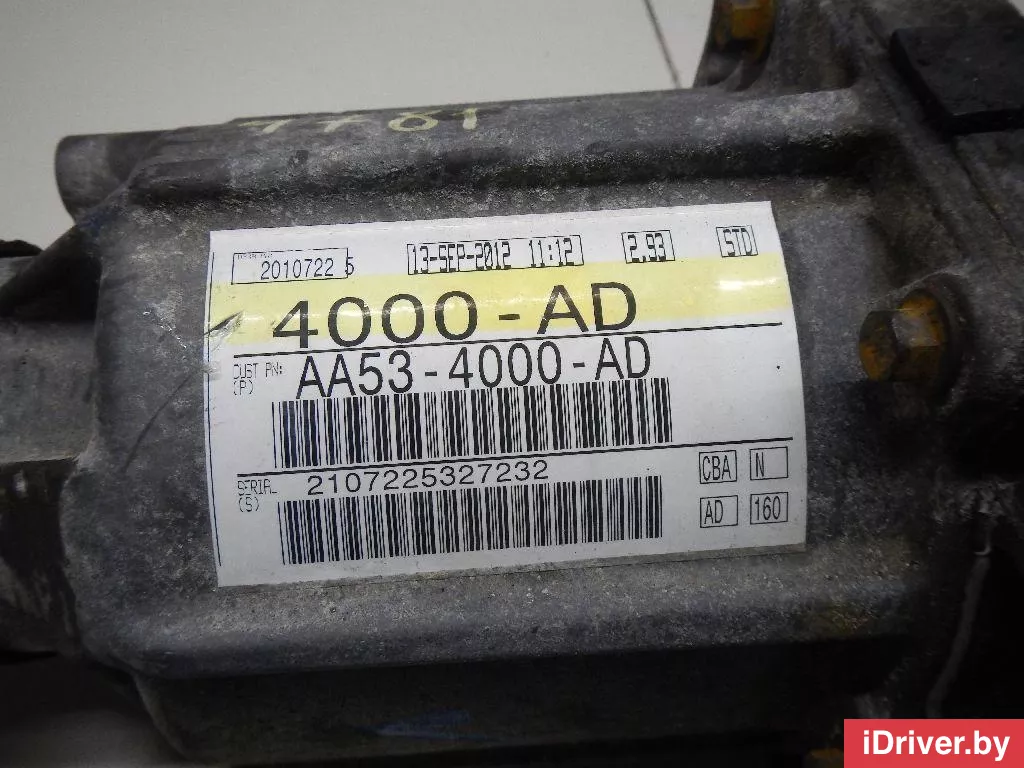 2010722 5 13-SEP-2012 11:12 2.93 STD
4000-AD
CUST PN: (P) AA53-4000-AD
SERIAL (S) 2107225327232
CBA N
AD 160
iDriver.by